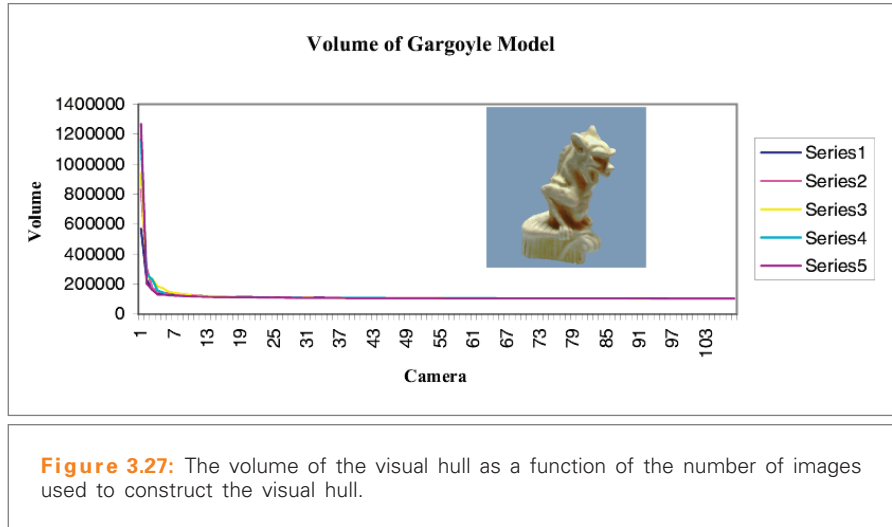 Volume of Gargoyle Model
Volume
1400000
1200000
1000000
800000
600000
400000
200000
0
1 7 13 19 25 31 37 43 49 55 61 67 73 79 85 91 97 103
Camera
Series1
Series2
Series3
Series4
Series5
Figure 3.27: The volume of the visual hull as a function of the number of images
used to construct the visual hull.